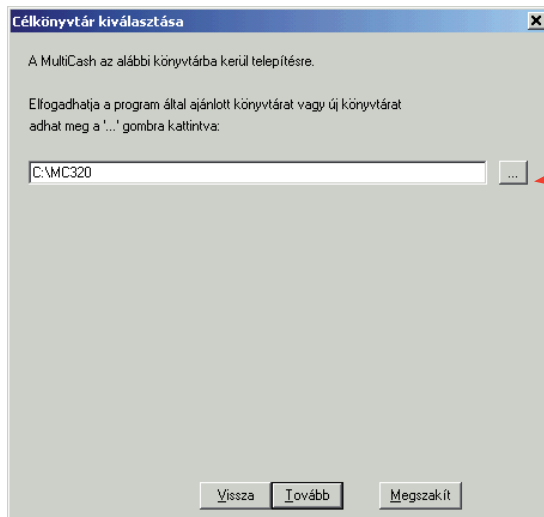 Célkönyvtár kiválasztása
A MultiCash az alábbi könyvtárba kerül telepítésre.
Elfogadhatja a program által ajánlott könyvtárat vagy új könyvtárat
adhat meg a '...' gombra kattintva:
C:\MC320 ...
Vissza Tovább Megszakít